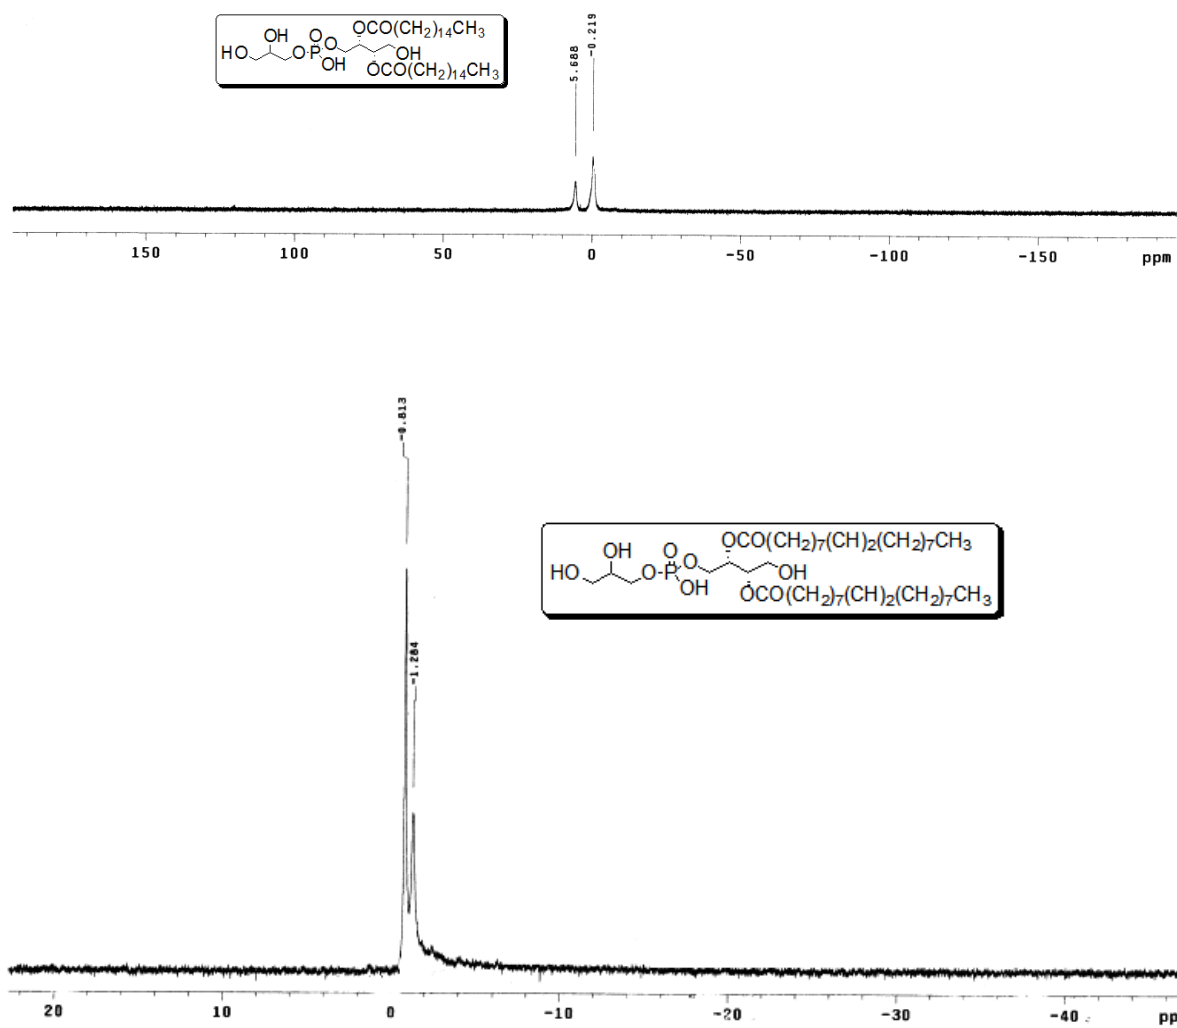 5.688
-0.219
OCO(CH2)14CH3
OH
O
O
HO
O-P
OH
OH
OCO(CH2)14CH3
150 100 50 0 -50 -100 -150 ppm
-0.813
-1.284
OCO(CH2)7(CH)2(CH2)7CH3
OH
O
O
HO
O-P
OH
OH
OCO(CH2)7(CH)2(CH2)7CH3
20 10 0 -10 -20 -30 -40 pp